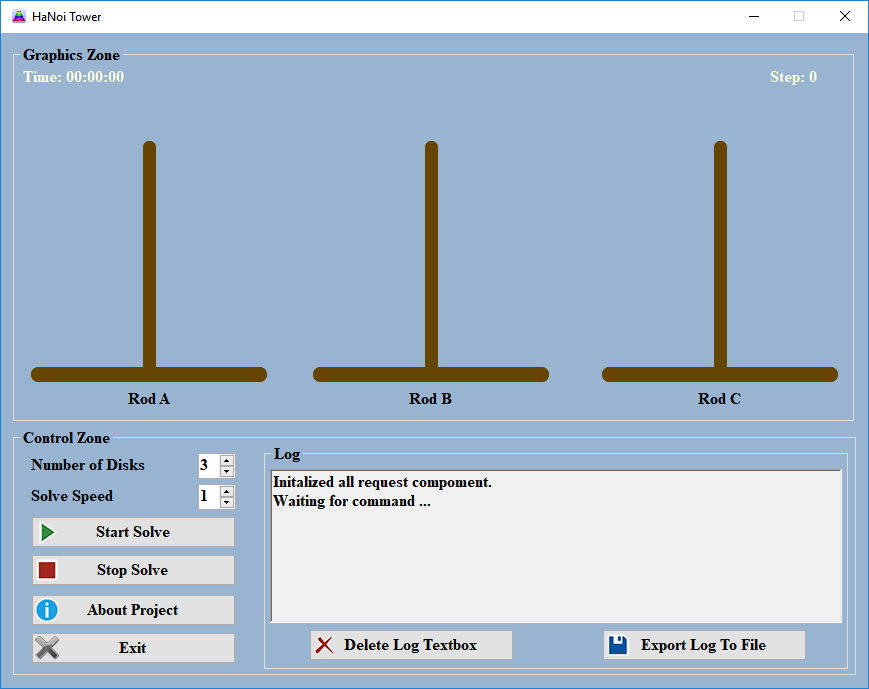 HaNoi Tower
Graphics Zone
Time: 00:00:00
Step: 0
Rod A
Rod B
Rod C
Control Zone
Number of Disks
3
Solve Speed
1
Start Solve
Stop Solve
About Project
Exit
Log
Initalized all request compoment.
Waiting for command ...
Delete Log Textbox
Export Log To File